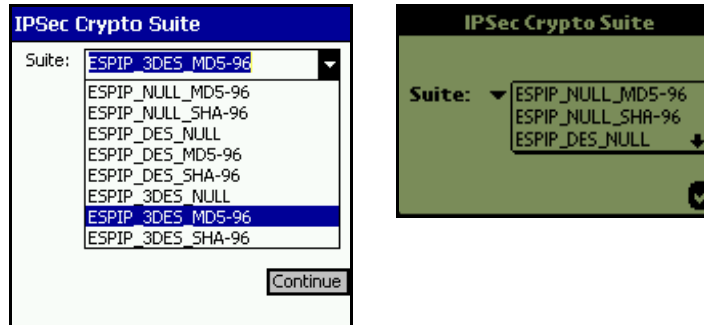 IPSec Crypto Suite
Suite: ESPIP_3DES_MD5-96
ESPIP_NULL_MD5-96
ESPIP_NULL_SHA-96
ESPIP_DES_NULL
ESPIP_DES_MD5-96
ESPIP_DES_SHA-96
ESPIP_3DES_NULL
ESPIP_3DES_MD5-96
ESPIP_3DES_SHA-96
Continue
IPSec Crypto Suite
Suite: ESPIP_NULL_MD5-96
ESPIP_NULL_SHA-96
ESPIP_DES_NULL